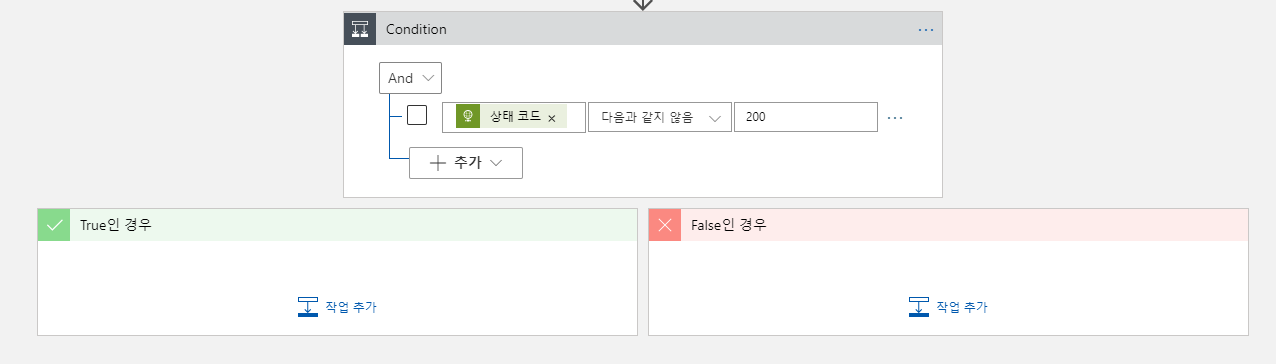 Condition
And
상태 코드
다음과 같지 않음
200
추가
True인 경우
False인 경우
작업 추가
작업 추가